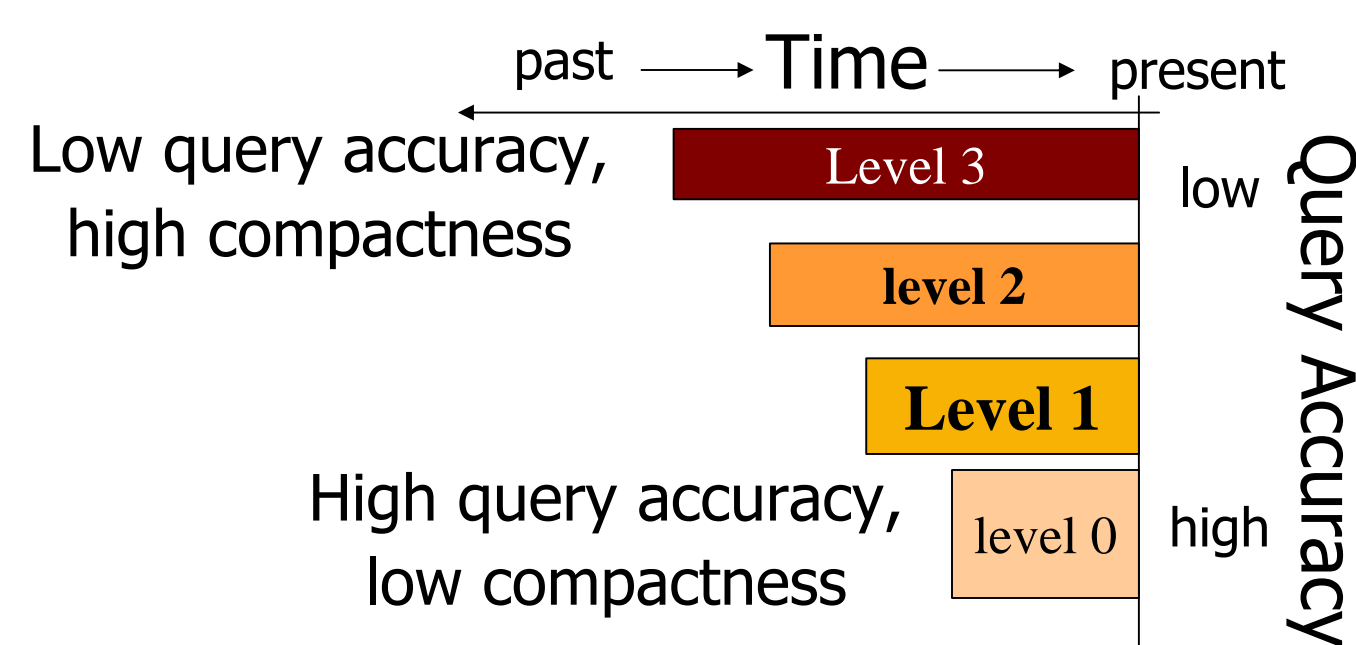 past Time present
Low query accuracy,
high compactness
Level 3
low
level 2
Level 1
High query accuracy,
low compactness
level 0
high
Query Accuracy